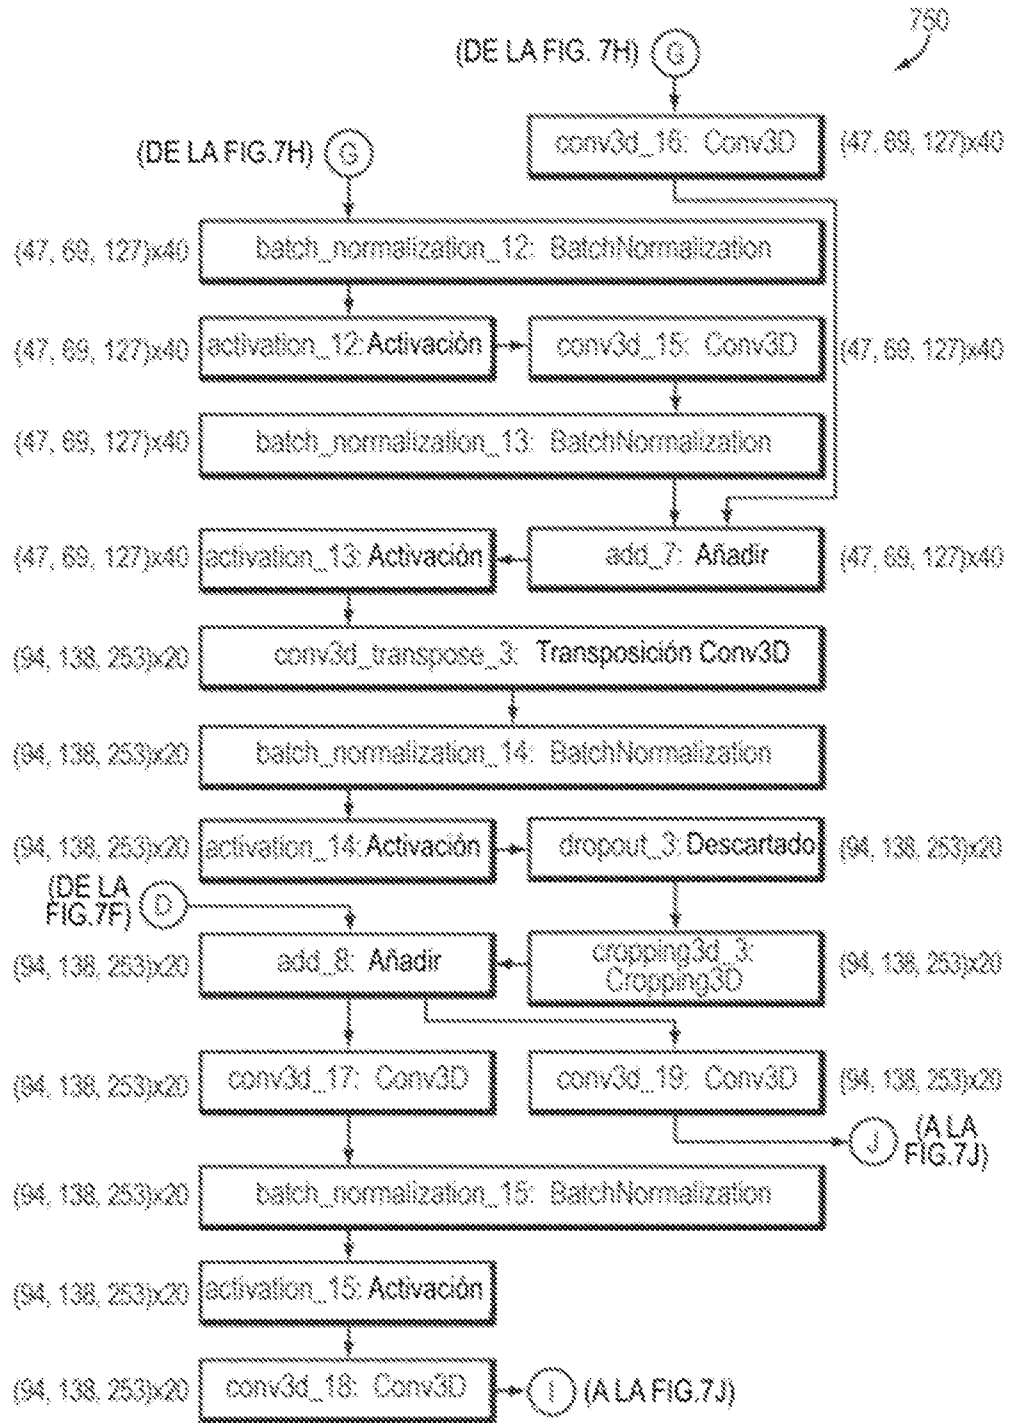 760
(DE LA FIG. 7H) G
conv3d_16: Conv3D (47, 69, 127)x40
(DE LA FIG.7H) G
(47, 69, 127)x40 batch_normalization_12: BatchNormalization
(47, 69, 127)x40 activation_12: Activación conv3d_15: Conv3D (47, 69, 127)x40
(47, 69, 127)x40 batch_normalization_13: BatchNormalization
(47, 69, 127)x40 activation_13: Activación add_7: Añadir (47, 69, 127)x40
(94, 138, 253)x20 conv3d_transpose_3: Transposición Conv3D
(94, 138, 253)x20 batch_normalization_14: BatchNormalization
(94, 138, 253)x20 activation_14: Activación dropout_3: Descartado (94, 138, 253)x20
(DE LA
FIG.7F) D
(94, 138, 253)x20 add_8: Añadir cropping3d_3:
Cropping3D (94, 138, 253)x20
(94, 138, 253)x20 conv3d_17: Conv3D conv3d_19: Conv3D (94, 138, 253)x20
J (A LA
FIG.7J)
(94, 138, 253)x20 batch_normalization_15: BatchNormalization
(94, 138, 253)x20 activation_15: Activación
(94, 138, 253)x20 conv3d_18: Conv3D I (A LA FIG.7J)